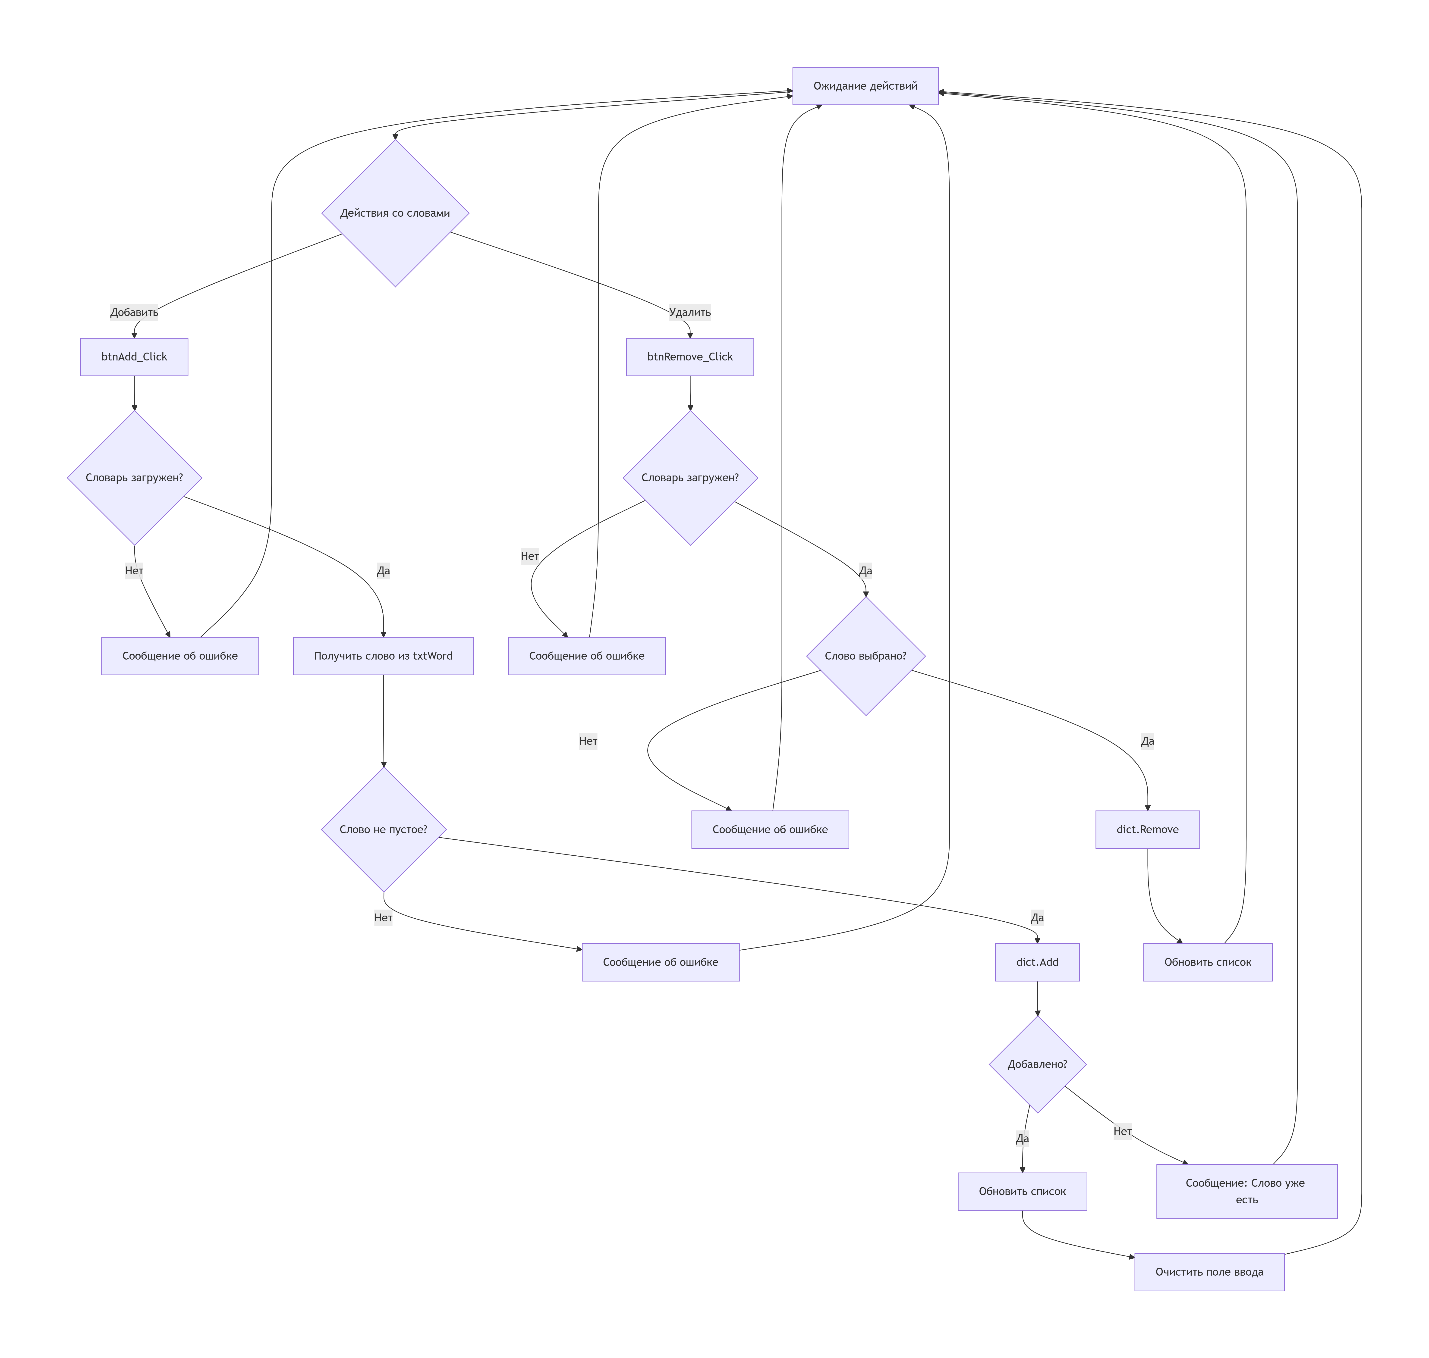 Ожидание действий
Действия со словами
Добавить
Удалить
btnAdd_Click
btnRemove_Click
Словарь загружен?
Словарь загружен?
Нет
Да
Нет
Да
Сообщение об ошибке
Получить слово из txtWord
Сообщение об ошибке
Слово выбрано?
Нет
Да
Слово не пустое?
Сообщение об ошибке
dict.Remove
Нет
Да
Сообщение об ошибке
dict.Add
Обновить список
Добавлено?
Да
Нет
Обновить список
Сообщение: Слово уже
есть
Очистить поле ввода